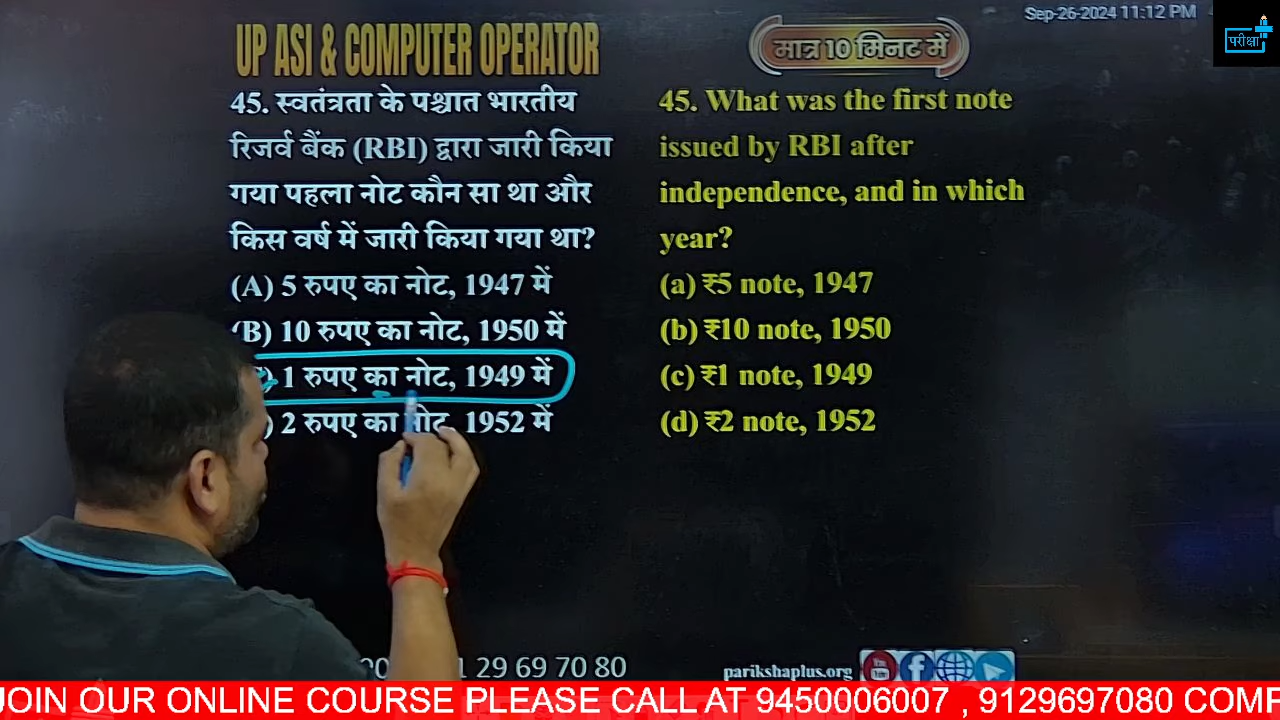 Sep-26-2024 11:12 PM
परीक्षा
UP ASI & COMPUTER OPERATOR
मात्र 10 मिनट में
45. स्वतंत्रता के पश्चात भारतीय
रिजर्व बैंक (RBI) द्वारा जारी किया
गया पहला नोट कौन सा था और
किस वर्ष में जारी किया गया था?
(A) 5 रुपए का नोट, 1947 में
(B) 10 रुपए का नोट, 1950 में
1 रुपए का नोट, 1949 में
) 2 रुपए का नोट, 1952 में
45. What was the first note
issued by RBI after
independence, and in which
year?
(a) ₹5 note, 1947
(b) ₹10 note, 1950
(c) ₹1 note, 1949
(d) ₹2 note, 1952
29 69 70 80
parikshaplus.org
You Tube
JOIN OUR ONLINE COURSE PLEASE CALL AT 9450006007 , 9129697080 COMP